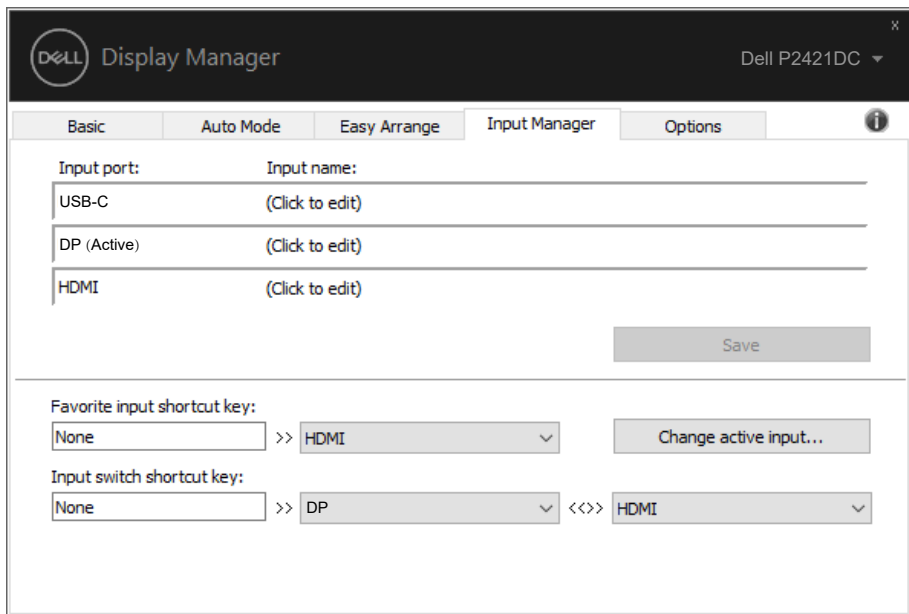 x
DELL Display Manager Dell P2421DC
Basic Auto Mode Easy Arrange Input Manager Options i
Input port: Input name:
USB-C (Click to edit)
DP (Active) (Click to edit)
HDMI (Click to edit)
Save
Favorite input shortcut key:
None >> HDMI Change active input...
Input switch shortcut key:
None >> DP <<>> HDMI